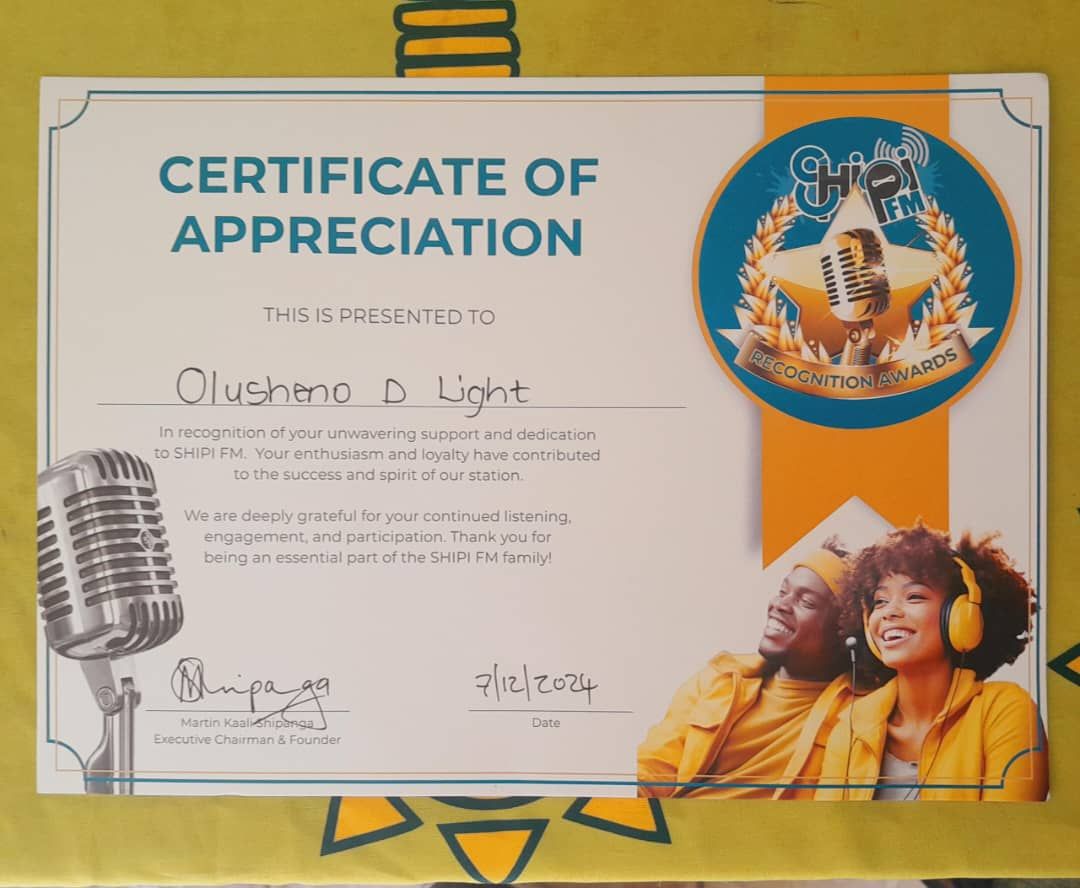 CERTIFICATE OF
APPRECIATION
SHiPi
FM
RECOGNITION AWARDS
THIS IS PRESENTED TO
Olusheno D Light
In recognition of your unwavering support and dedication
to SHIPI FM. Your enthusiasm and loyalty have contributed
to the success and spirit of our station.
We are deeply grateful for your continued listening,
engagement, and participation. Thank you for
being an essential part of the SHIPI FM family!
7/12/2024
Martin Kaali Shipanga
Date
Executive Chairman & Founder